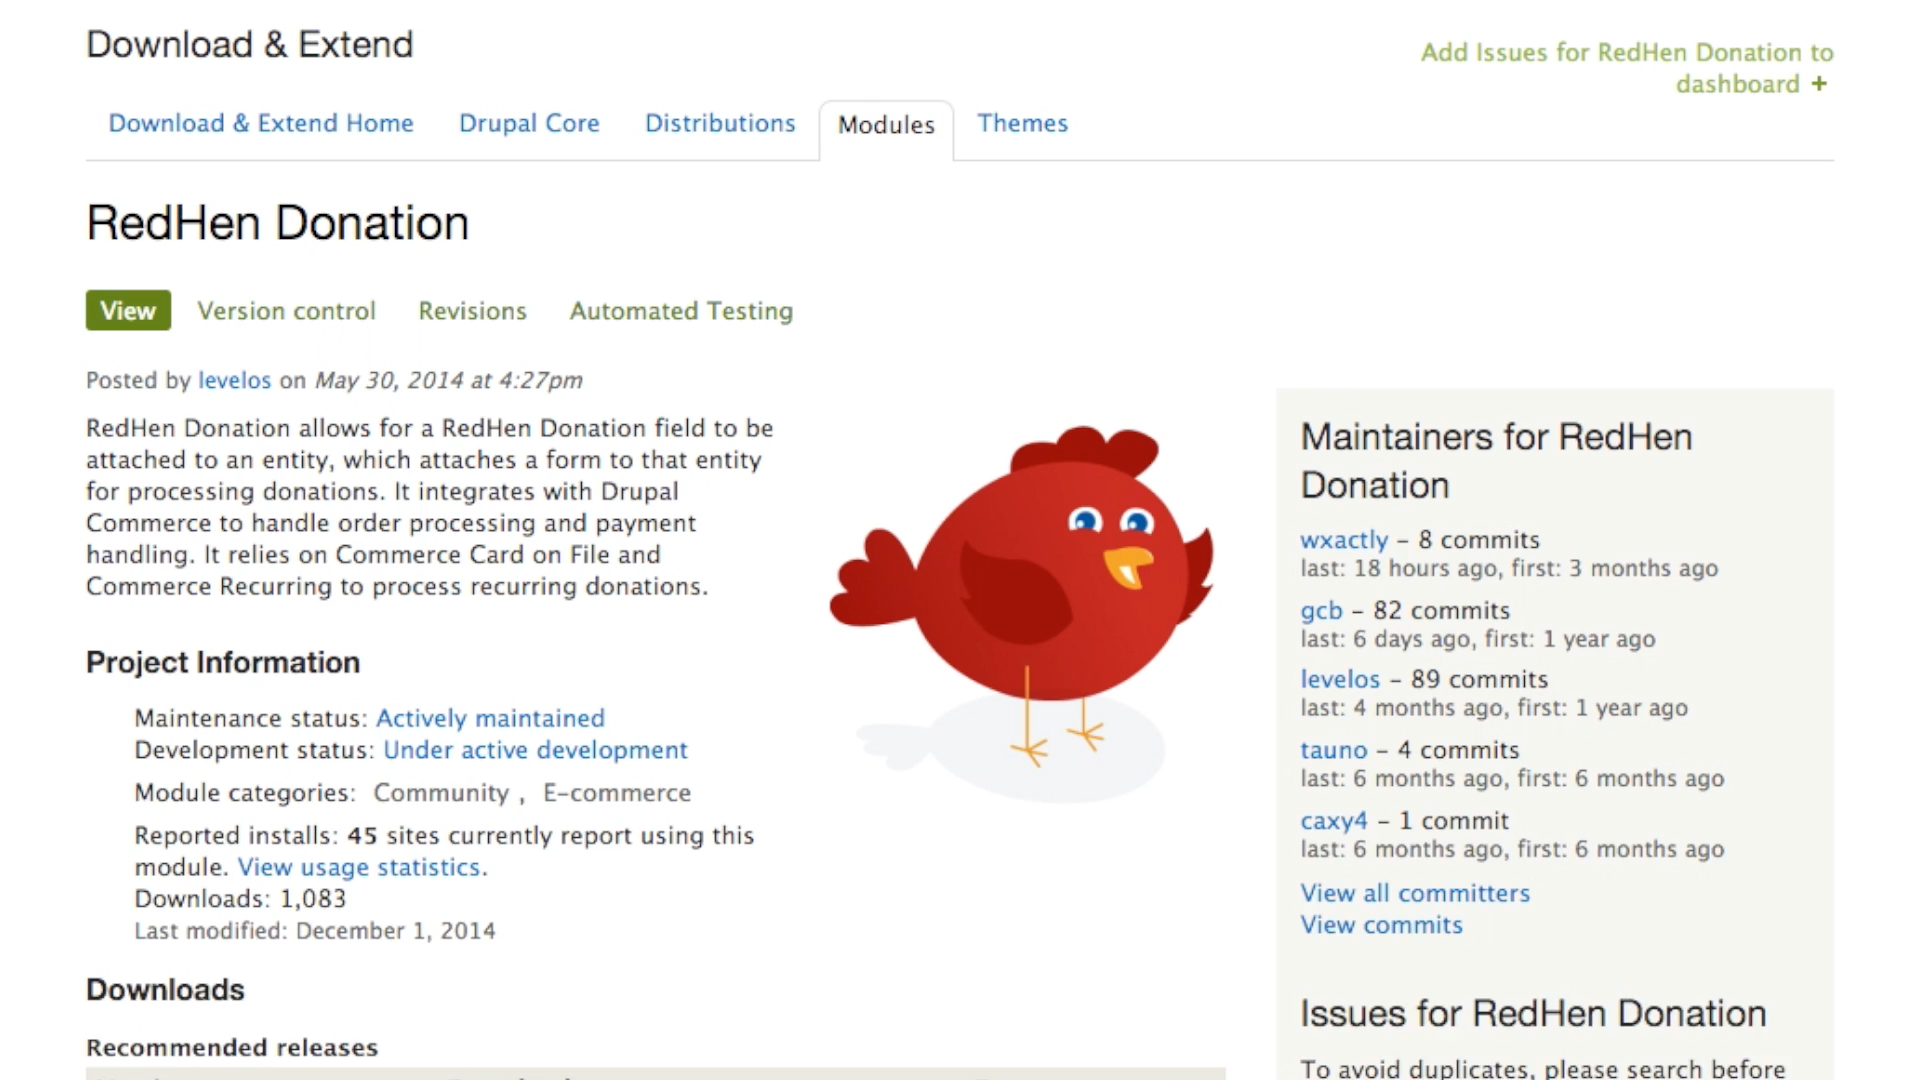 Download & Extend
Add Issues for RedHen Donation to
dashboard +
Download & Extend Home Drupal Core Distributions Modules Themes
RedHen Donation
View Version control Revisions Automated Testing
Posted by levelos on May 30, 2014 at 4:27pm
RedHen Donation allows for a RedHen Donation field to be
attached to an entity, which attaches a form to that entity
for processing donations. It integrates with Drupal
Commerce to handle order processing and payment
handling. It relies on Commerce Card on File and
Commerce Recurring to process recurring donations.
Project Information
Maintenance status: Actively maintained
Development status: Under active development
Module categories: Community , E-commerce
Reported installs: 45 sites currently report using this
module. View usage statistics.
Downloads: 1,083
Last modified: December 1, 2014
Downloads
Recommended releases
Maintainers for RedHen
Donation
wxactly – 8 commits
last: 18 hours ago, first: 3 months ago
gcb – 82 commits
last: 6 days ago, first: 1 year ago
levelos – 89 commits
last: 4 months ago, first: 1 year ago
tauno – 4 commits
last: 6 months ago, first: 6 months ago
caxy4 – 1 commit
last: 6 months ago, first: 6 months ago
View all committers
View commits
Issues for RedHen Donation
To avoid duplicates, please search before